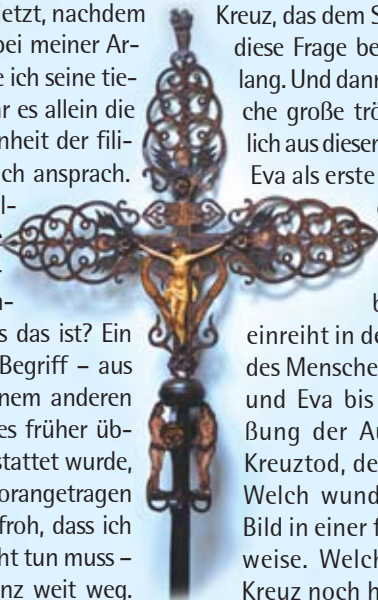 jetzt, nachdem
bei meiner Ar-
e ich seine tie-
r es allein die
nheit der fili-
ch ansprach.
l-
-
n-
s das ist? Ein
Begriff – aus
nem anderen
es früher üb-
stattet wurde,
orangetragen
froh, dass ich
ht tun muss –
nz weit weg.
Kreuz, das dem S
diese Frage be
lang. Und dann
che große trö
lich aus dieser
Eva als erste
b
einreiht in de
des Mensche
und Eva bis
ßung der Au
Kreuztod, de
Welch wund
Bild in einer f
weise. Welch
Kreuz noch h